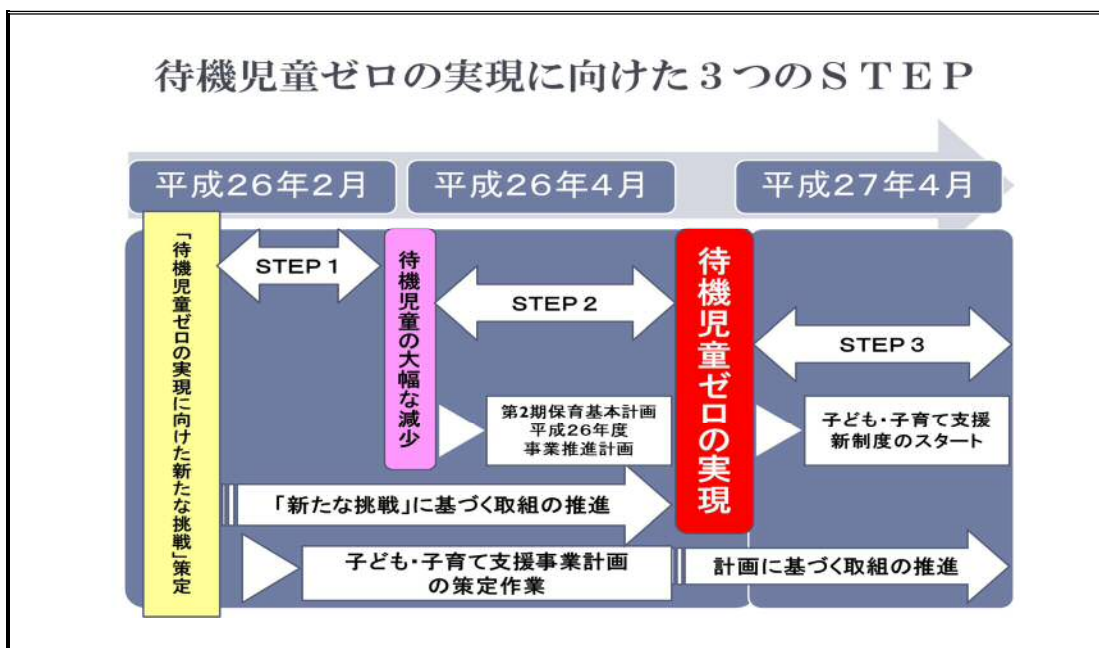 待機児童ゼロの実現に向けた３つのＳＴＥＰ
平成26年2月
平成26年4月
平成27年4月
「待機児童ゼロの実現に向けた新たな挑戦」策定
STEP 1
待機児童の大幅な減少
STEP 2
第2期保育基本計画
平成26年度
事業推進計画
待機児童ゼロの実現
STEP 3
子ども・子育て支援
新制度のスタート
「新たな挑戦」に基づく取組の推進
子ども・子育て支援事業計画
の策定作業
計画に基づく取組の推進